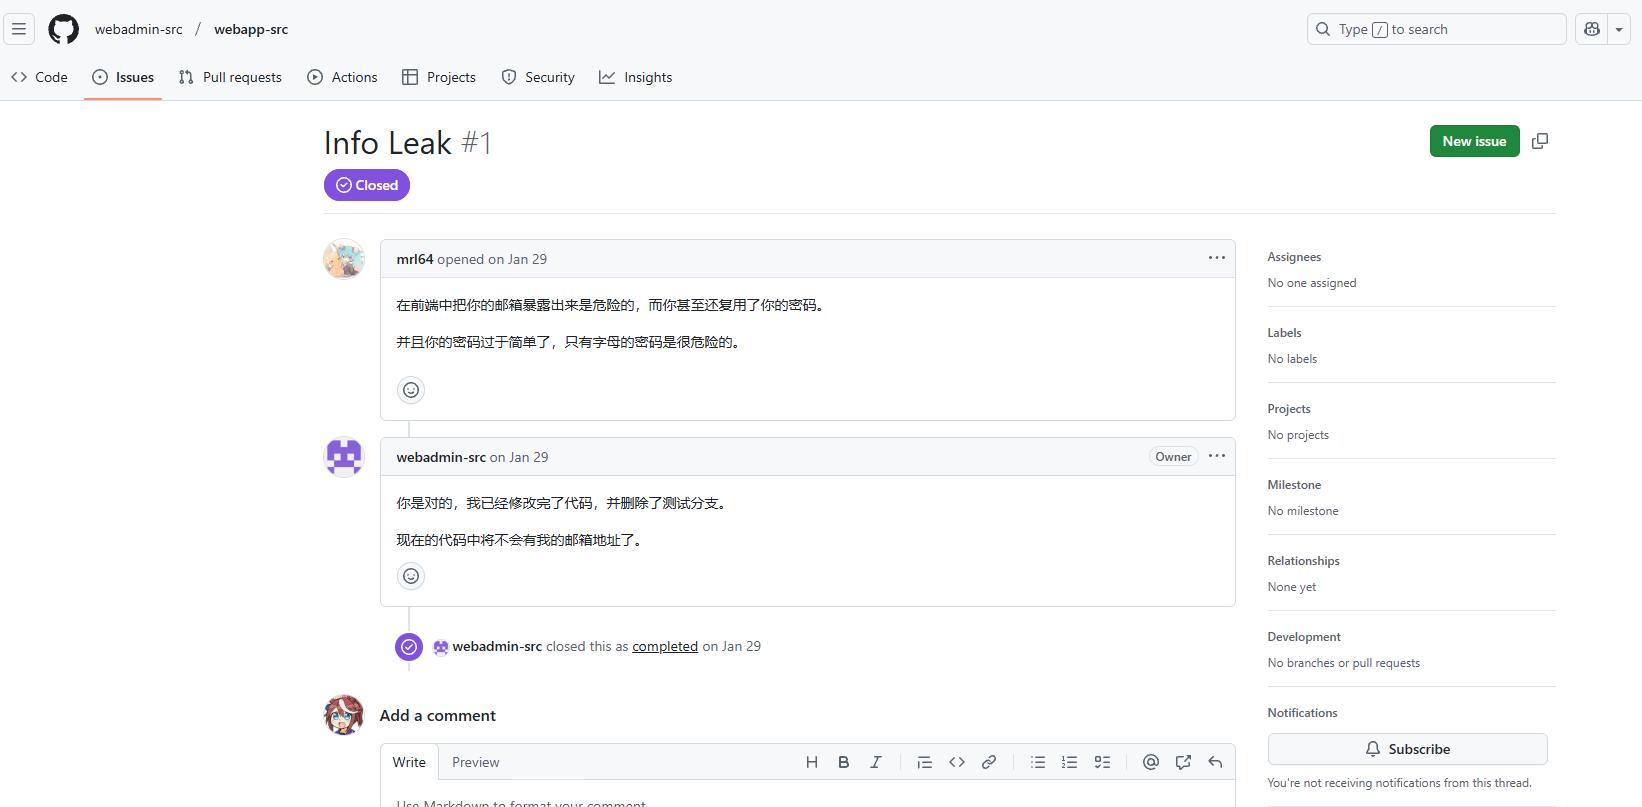 webadmin-src / webapp-src
Type / to search
Code Issues Pull requests Actions Projects Security Insights
Info Leak #1
New issue
Closed
mrl64 opened on Jan 29
在前端中把你的邮箱暴露出来是危险的，而你甚至还复用了你的密码。
并且你的密码过于简单了，只有字母的密码是很危险的。
webadmin-src on Jan 29
Owner
你是对的，我已经修改完了代码，并删除了测试分支。
现在的代码中将不会有我的邮箱地址了。
webadmin-src closed this as completed on Jan 29
Add a comment
Write Preview
H B I
Use Markdown to format your comment
Assignees
No one assigned
Labels
No labels
Projects
No projects
Milestone
No milestone
Relationships
None yet
Development
No branches or pull requests
Notifications
Subscribe
You're not receiving notifications from this thread.